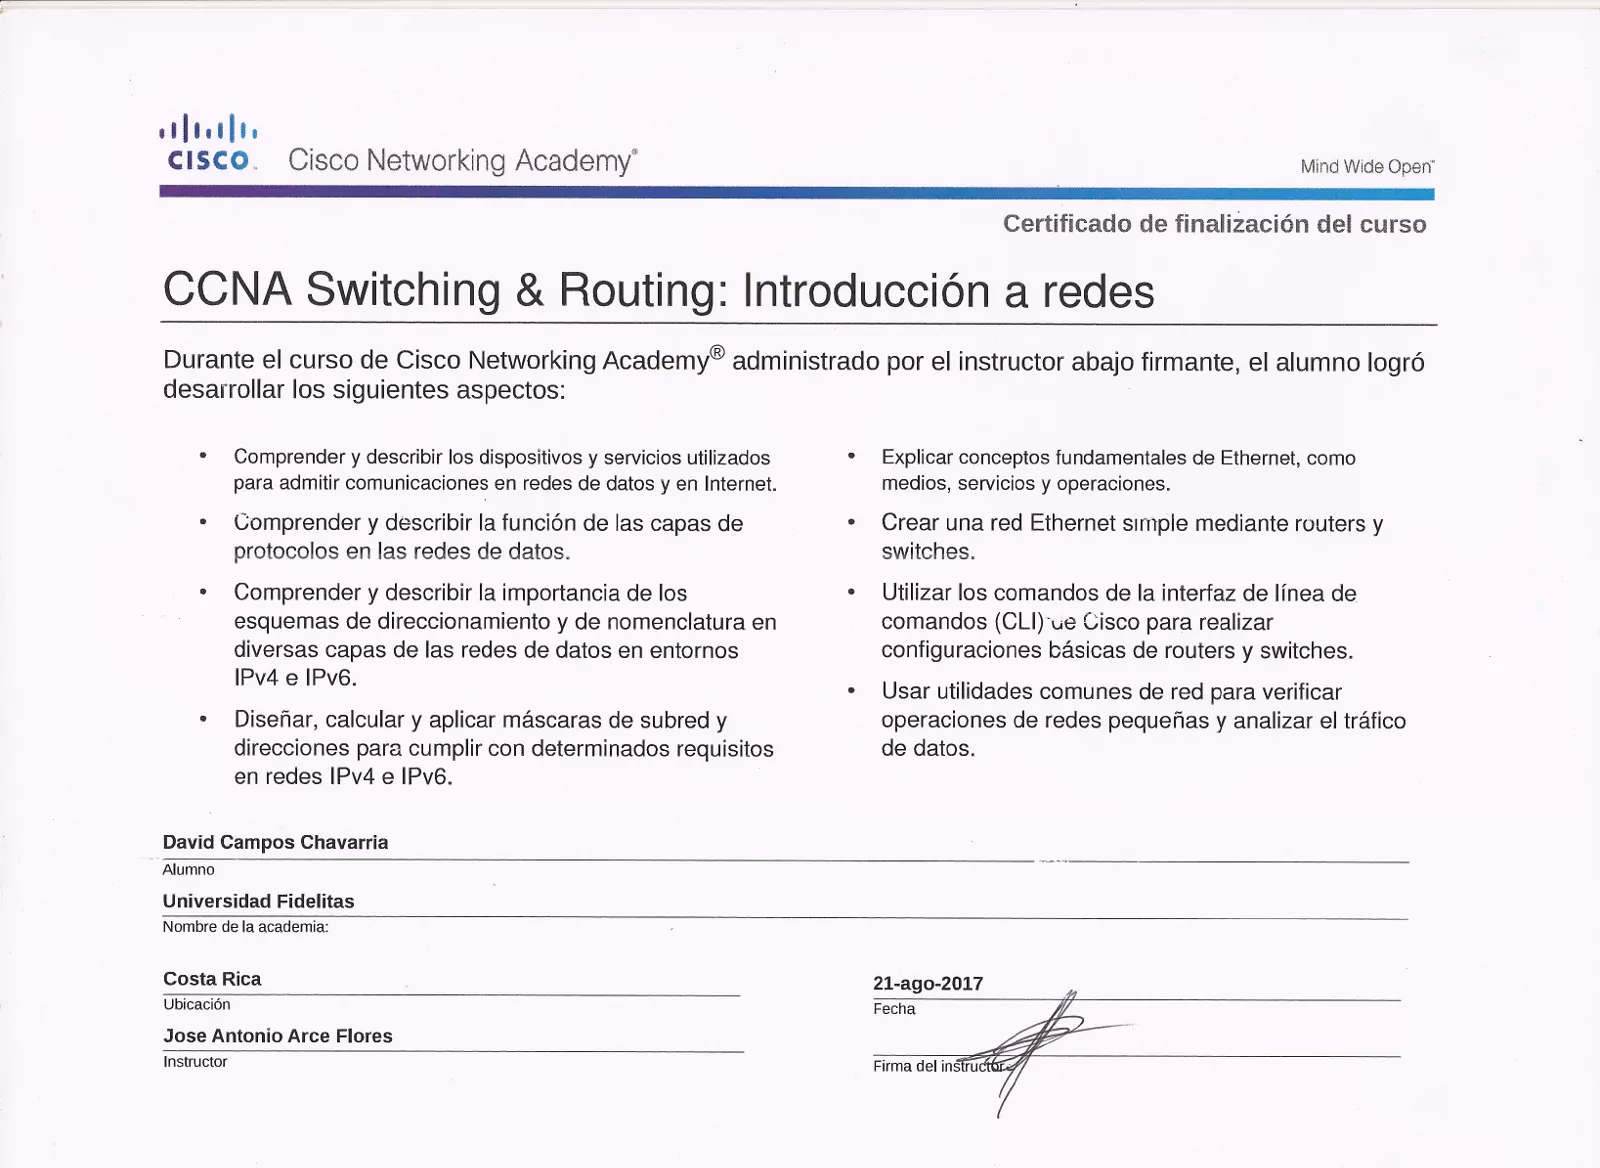 CISCO™ Cisco Networking Academy®
Mind Wide Open™
Certificado de finalización del curso
CCNA Switching & Routing: Introducción a redes
Durante el curso de Cisco Networking Academy® administrado por el instructor abajo firmante, el alumno logró
desarrollar los siguientes aspectos:
• Comprender y describir los dispositivos y servicios utilizados
para admitir comunicaciones en redes de datos y en Internet.
• Comprender y describir la función de las capas de
protocolos en las redes de datos.
• Comprender y describir la importancia de los
esquemas de direccionamiento y de nomenclatura en
diversas capas de las redes de datos en entornos
IPv4 e IPv6.
• Diseñar, calcular y aplicar máscaras de subred y
direcciones para cumplir con determinados requisitos
en redes IPv4 e IPv6.
• Explicar conceptos fundamentales de Ethernet, como
medios, servicios y operaciones.
• Crear una red Ethernet simple mediante routers y
switches.
• Utilizar los comandos de la interfaz de línea de
comandos (CLI) de Cisco para realizar
configuraciones básicas de routers y switches.
• Usar utilidades comunes de red para verificar
operaciones de redes pequeñas y analizar el tráfico
de datos.
David Campos Chavarria
Alumno
Universidad Fidelitas
Nombre de la academia:
Costa Rica
Ubicación
Jose Antonio Arce Flores
Instructor
21-ago-2017
Fecha
Firma del instructor